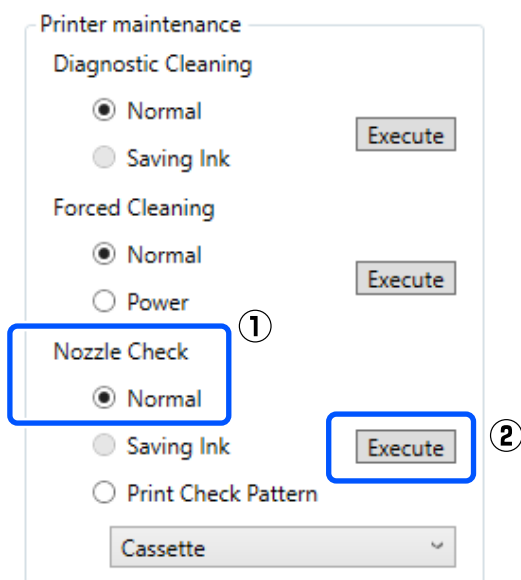 Printer maintenance
Diagnostic Cleaning
Normal
Execute
Saving Ink
Forced Cleaning
Normal
Execute
Power
①
Nozzle Check
Normal
Saving Ink
Execute
②
Print Check Pattern
Cassette